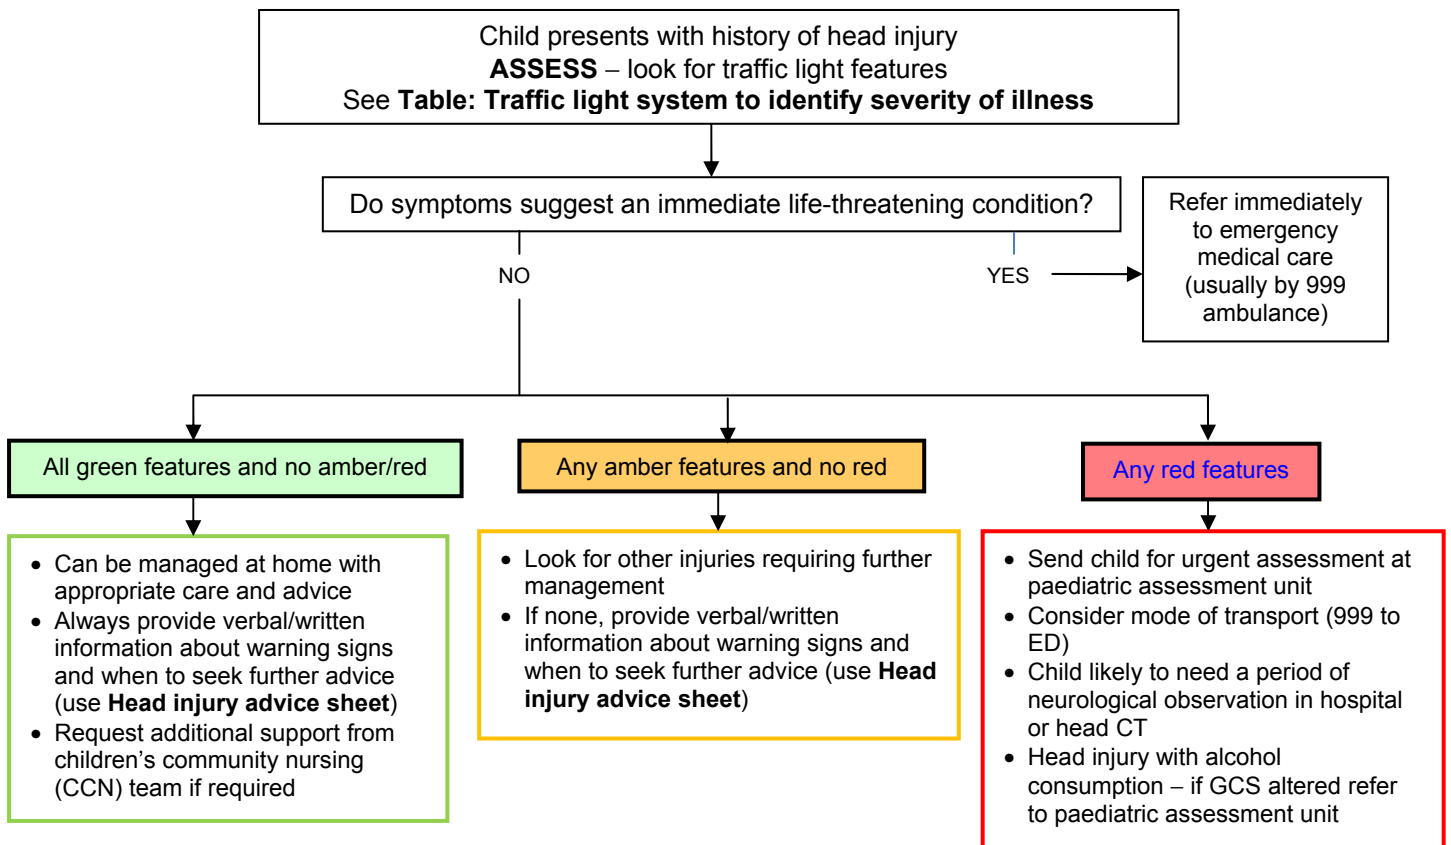 Child presents with history of head injury
ASSESS – look for traffic light features
See Table: Traffic light system to identify severity of illness
Do symptoms suggest an immediate life-threatening condition?
Refer immediately
to emergency
medical care
(usually by 999
ambulance)
NO
YES
All green features and no amber/red
Any amber features and no red
Any red features
• Can be managed at home with
appropriate care and advice
• Always provide verbal/written
information about warning signs
and when to seek further advice
(use Head injury advice sheet)
• Request additional support from
children’s community nursing
(CCN) team if required
• Look for other injuries requiring further
management
• If none, provide verbal/written
information about warning signs and
when to seek further advice (use Head
injury advice sheet)
• Send child for urgent assessment at
paediatric assessment unit
• Consider mode of transport (999 to
ED)
• Child likely to need a period of
neurological observation in hospital
or head CT
• Head injury with alcohol
consumption – if GCS altered refer
to paediatric assessment unit